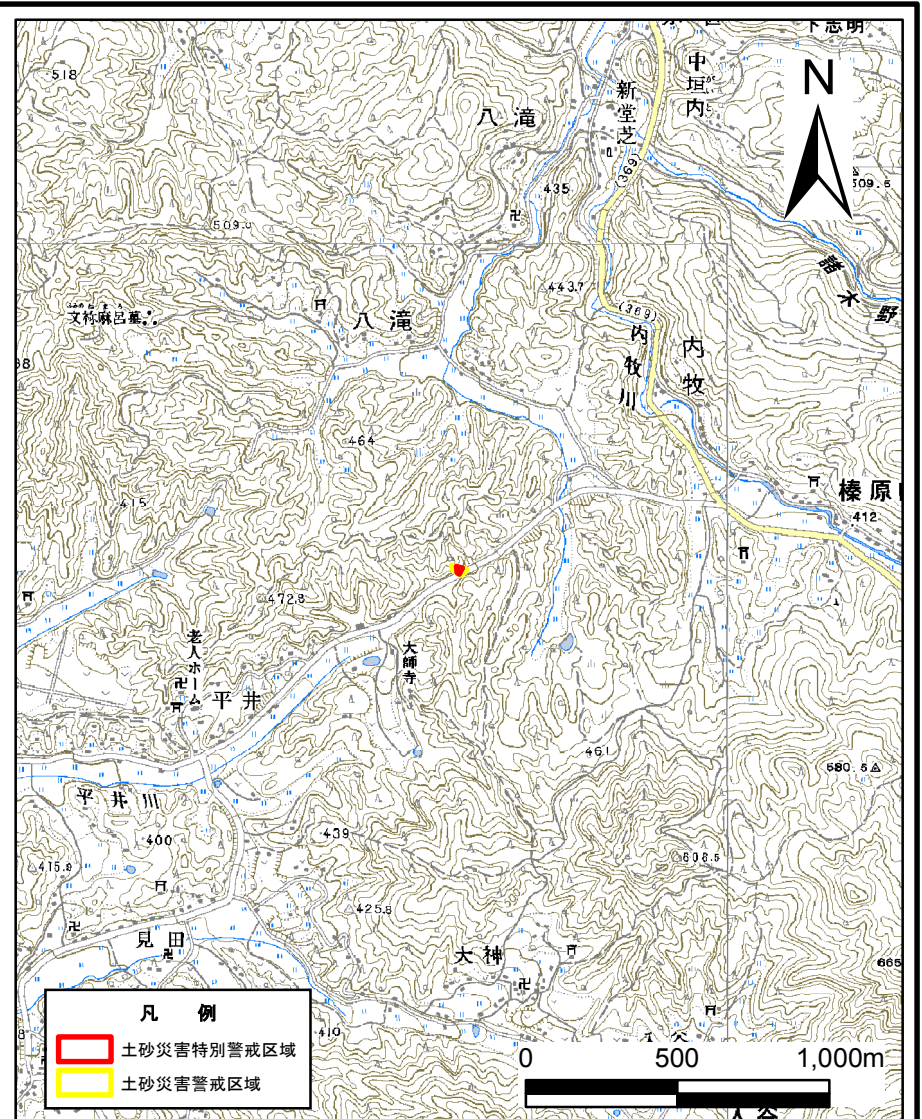 下志明
518
中垣内
新堂芝
八滝
N
(369)
435
509.5
509.0
諸木野
443.7
文祢麻呂墓
八滝
(369)
内牧川
内牧
464
415
榛原
412
472.8
大師寺
老人ホーム
平井
461
580.5
平井川
400
439
415.9
606.5
425.8
見田
大神
665
凡 例
土砂災害特別警戒区域
土砂災害警戒区域
410
0 500 1,000m